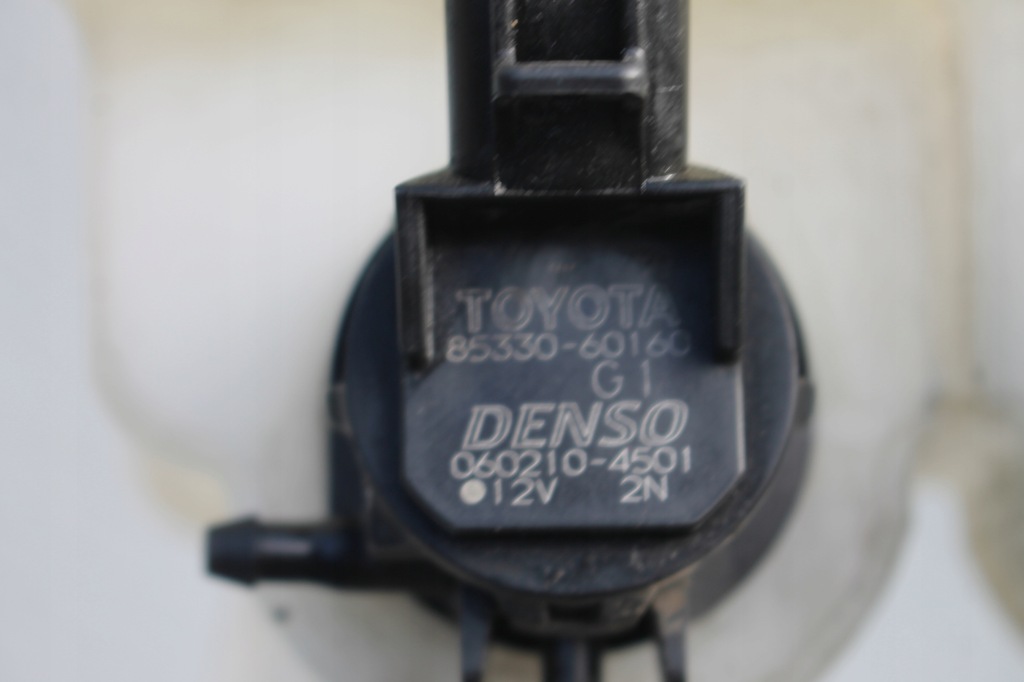 TOYOTA
85330-60160
G1
DENSO
060210-4501
●12V 2N